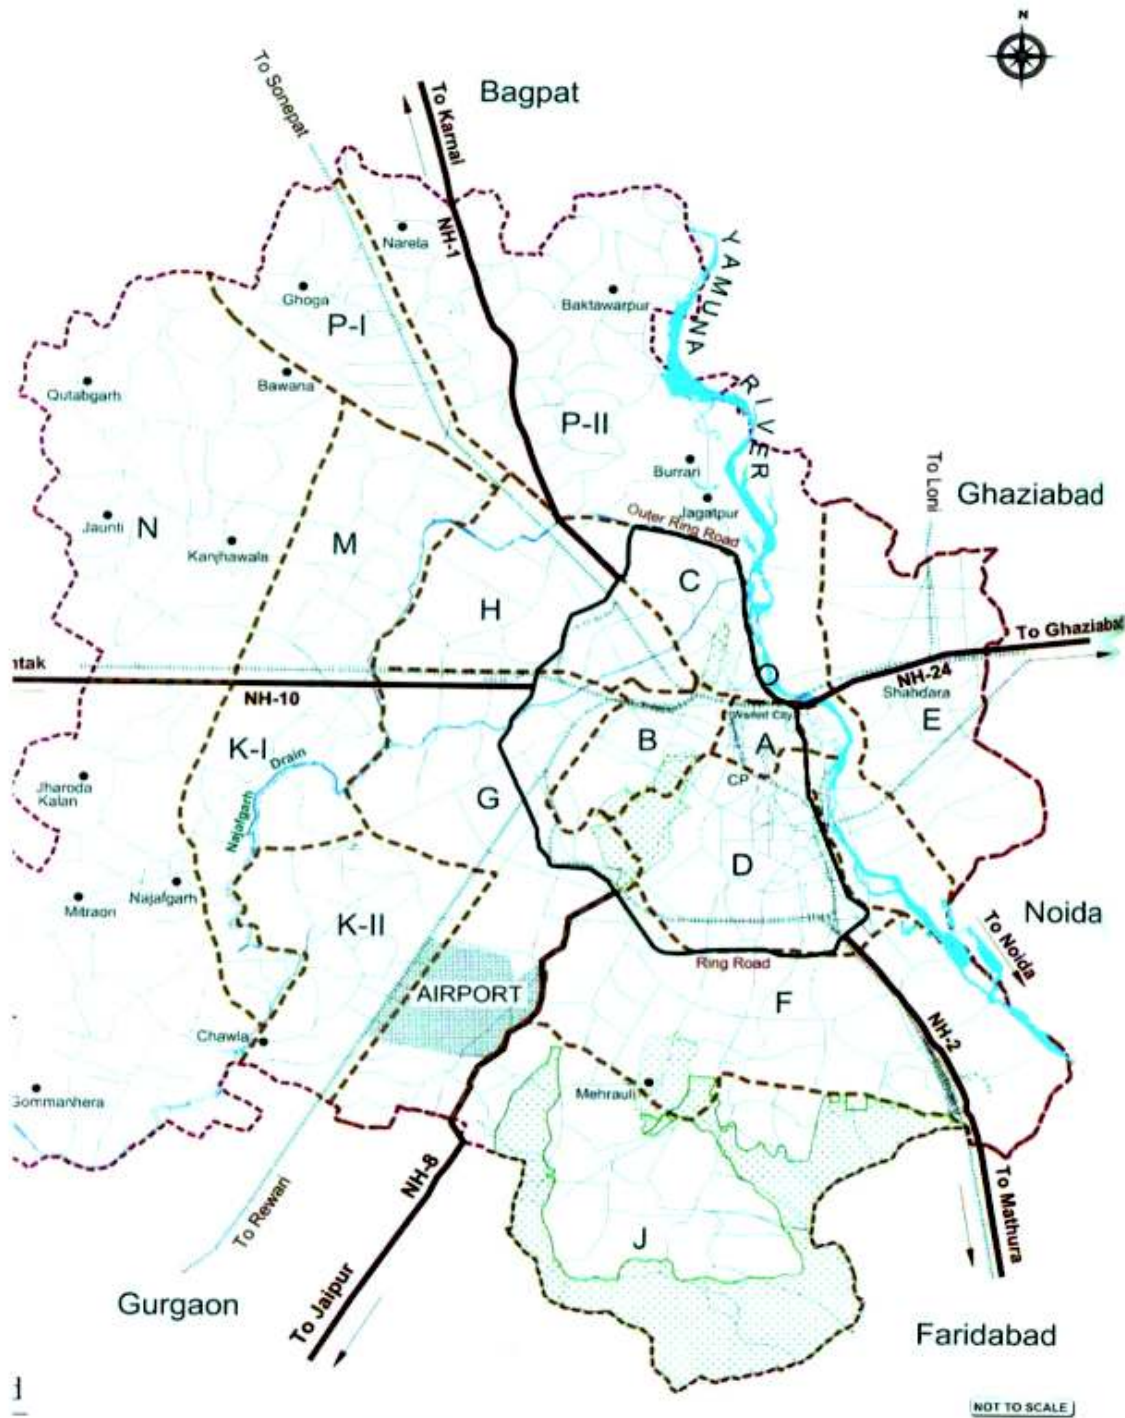 N
To Sonepat
To Karnal
Bagpat
NH-1
Narela
YAMUNA
RIVER
Ghoga
P-I
Baktawarpur
Bawana
Qutabgarh
P-II
Burrari
To Loni
Ghaziabad
Jagatpur
Jaunti
N
Kanjhawala
M
Outer Ring Road
C
H
To Ghaziabad
ntak
NH-10
O
NH-24
Shahdara
Walled City
E
B
A
K-I
Drain
CP
Jharoda
Kalan
Najafgarh
G
D
Mitraon
Najafgarh
K-II
Noida
To Noida
Ring Road
AIRPORT
F
NH-2
Chawla
Gommanhera
Mehrauli
NH-8
To Rewari
To Mathura
J
Gurgaon
To Jaipur
Faridabad
NOT TO SCALE